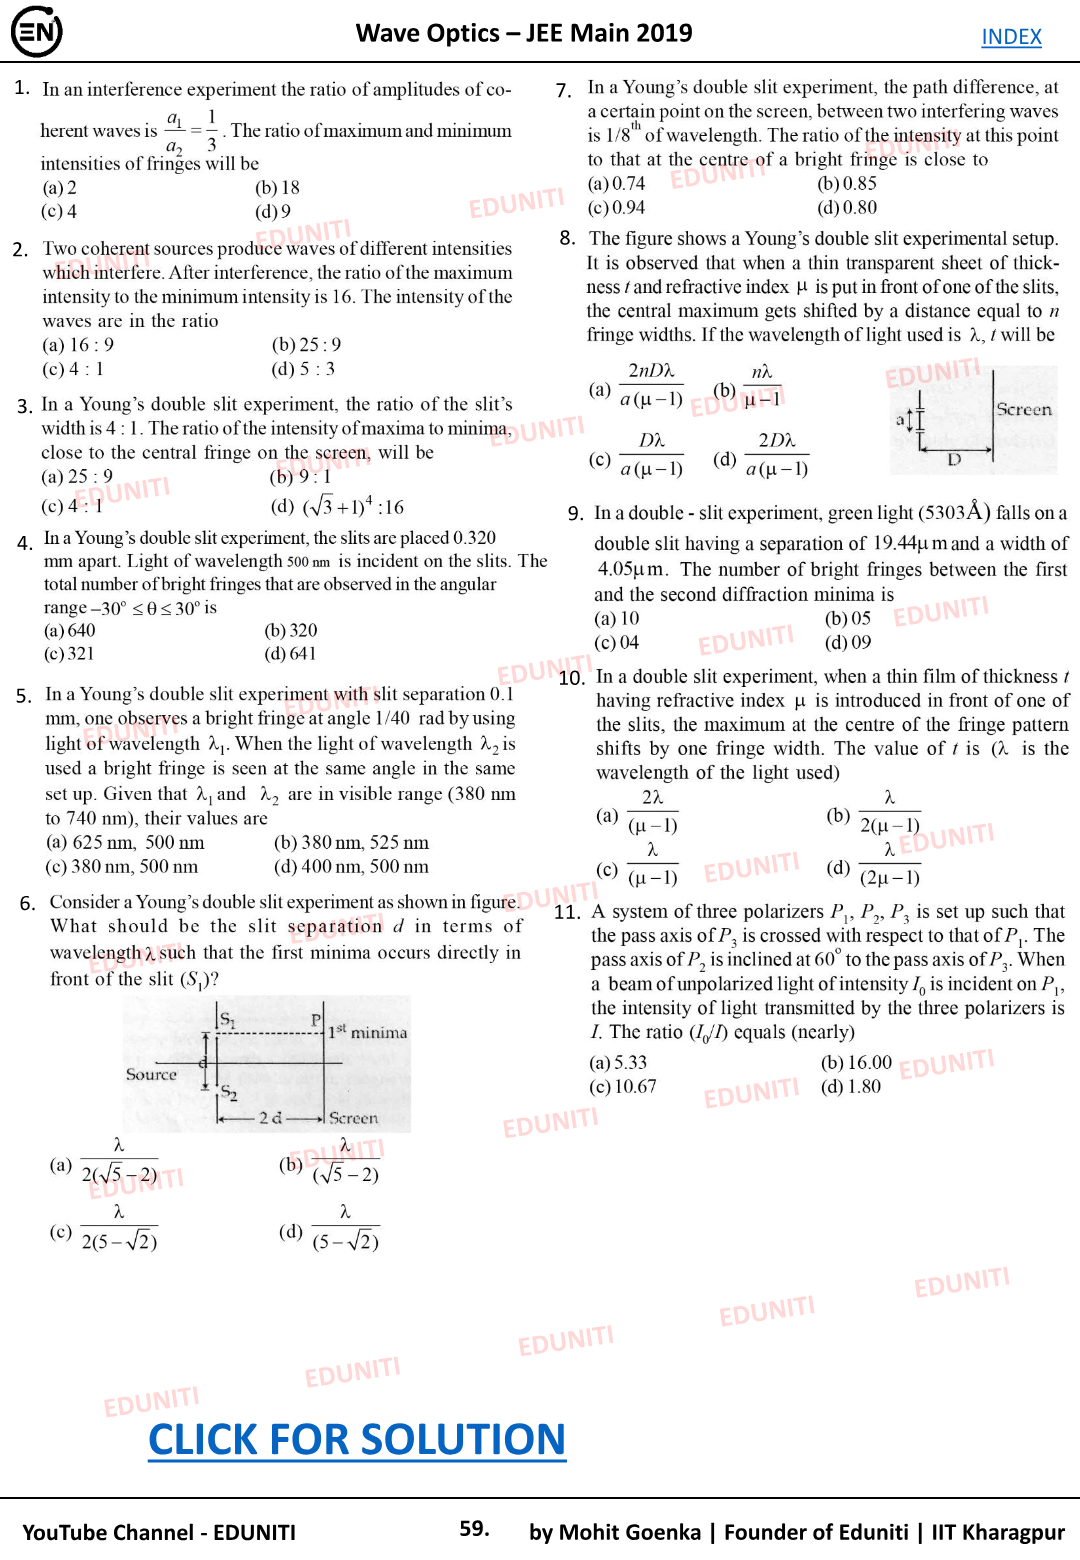 EN
Wave Optics – JEE Main 2019
INDEX
1. In an interference experiment the ratio of amplitudes of co-
herent waves is a₁/a₂ = 1/3 . The ratio of maximum and minimum
intensities of fringes will be
(a) 2 (b) 18
(c) 4 (d) 9
2. Two coherent sources produce waves of different intensities
which interfere. After interference, the ratio of the maximum
intensity to the minimum intensity is 16. The intensity of the
waves are in the ratio
(a) 16 : 9 (b) 25 : 9
(c) 4 : 1 (d) 5 : 3
3. In a Young's double slit experiment, the ratio of the slit's
width is 4 : 1. The ratio of the intensity of maxima to minima,
close to the central fringe on the screen, will be
(a) 25 : 9 (b) 9 : 1
(c) 4 : 1 (d) (√3 + 1)⁴ : 16
4. In a Young's double slit experiment, the slits are placed 0.320
mm apart. Light of wavelength 500 nm is incident on the slits. The
total number of bright fringes that are observed in the angular
range –30° ≤ θ ≤ 30° is
(a) 640 (b) 320
(c) 321 (d) 641
5. In a Young's double slit experiment with slit separation 0.1
mm, one observes a bright fringe at angle 1/40 rad by using
light of wavelength λ₁. When the light of wavelength λ₂ is
used a bright fringe is seen at the same angle in the same
set up. Given that λ₁ and λ₂ are in visible range (380 nm
to 740 nm), their values are
(a) 625 nm, 500 nm (b) 380 nm, 525 nm
(c) 380 nm, 500 nm (d) 400 nm, 500 nm
6. Consider a Young's double slit experiment as shown in figure.
What should be the slit separation d in terms of
wavelength λ such that the first minima occurs directly in
front of the slit (S₁)?
S₁ P
1st minima
d
Source
S₂
2 d Screen
(a) λ/2(√5 – 2) (b) λ/(√5 – 2)
(c) λ/2(5 – √2) (d) λ/(5 – √2)
7. In a Young's double slit experiment, the path difference, at
a certain point on the screen, between two interfering waves
is 1/8th of wavelength. The ratio of the intensity at this point
to that at the centre of a bright fringe is close to
(a) 0.74 (b) 0.85
(c) 0.94 (d) 0.80
8. The figure shows a Young's double slit experimental setup.
It is observed that when a thin transparent sheet of thick-
ness t and refractive index μ is put in front of one of the slits,
the central maximum gets shifted by a distance equal to n
fringe widths. If the wavelength of light used is λ, t will be
(a) 2nDλ/a(μ – 1) (b) nλ/μ – 1
(c) Dλ/a(μ – 1) (d) 2Dλ/a(μ – 1)
a
Screen
D
9. In a double - slit experiment, green light (5303Å) falls on a
double slit having a separation of 19.44μm and a width of
4.05μm. The number of bright fringes between the first
and the second diffraction minima is
(a) 10 (b) 05
(c) 04 (d) 09
10. In a double slit experiment, when a thin film of thickness t
having refractive index μ is introduced in front of one of
the slits, the maximum at the centre of the fringe pattern
shifts by one fringe width. The value of t is (λ is the
wavelength of the light used)
(a) 2λ/(μ – 1) (b) λ/2(μ – 1)
(c) λ/(μ – 1) (d) λ/(2μ – 1)
11. A system of three polarizers P₁, P₂, P₃ is set up such that
the pass axis of P₃ is crossed with respect to that of P₁. The
pass axis of P₂ is inclined at 60° to the pass axis of P₃. When
a beam of unpolarized light of intensity I₀ is incident on P₁,
the intensity of light transmitted by the three polarizers is
I. The ratio (I₀/I) equals (nearly)
(a) 5.33 (b) 16.00
(c) 10.67 (d) 1.80
EDUNITI
CLICK FOR SOLUTION
YouTube Channel - EDUNITI
59.
by Mohit Goenka | Founder of Eduniti | IIT Kharagpur